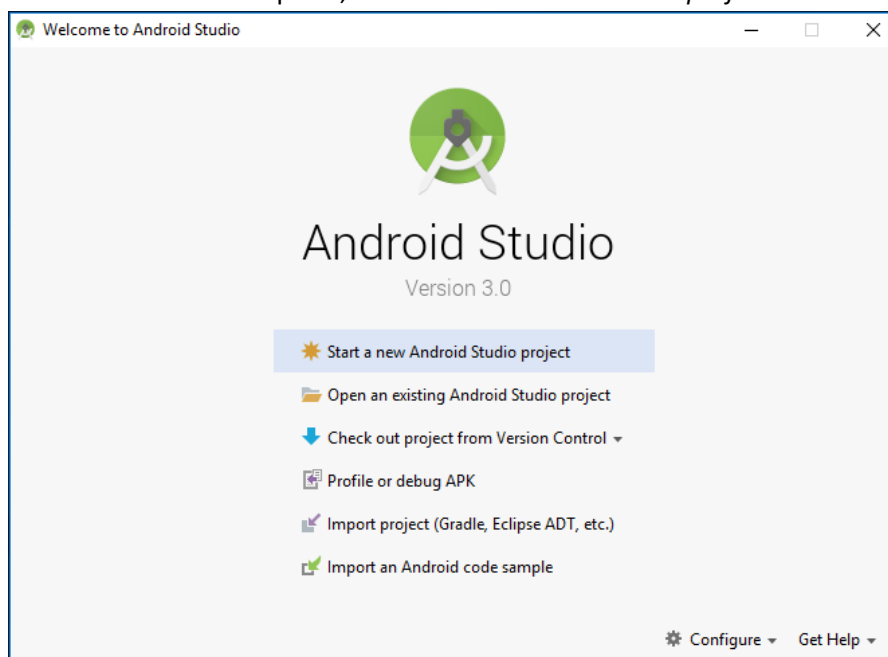 Welcome to Android Studio
Android Studio
Version 3.0
Start a new Android Studio project
Open an existing Android Studio project
Check out project from Version Control
Profile or debug APK
Import project (Gradle, Eclipse ADT, etc.)
Import an Android code sample
Configure Get Help